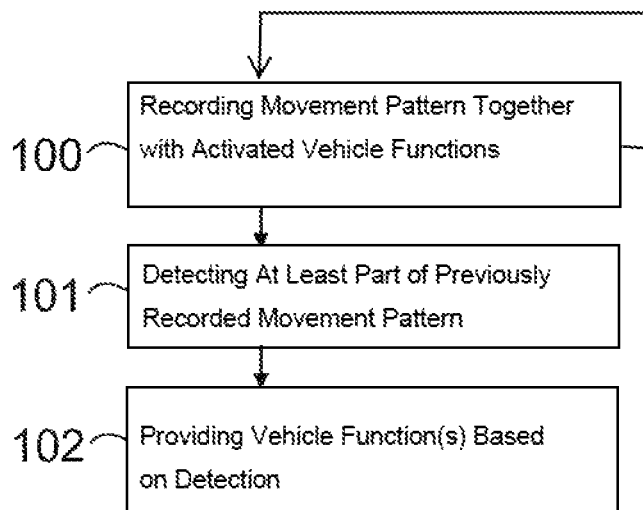 100
Recording Movement Pattern Together
with Activated Vehicle Functions
101
Detecting At Least Part of Previously
Recorded Movement Pattern
102
Providing Vehicle Function(s) Based
on Detection